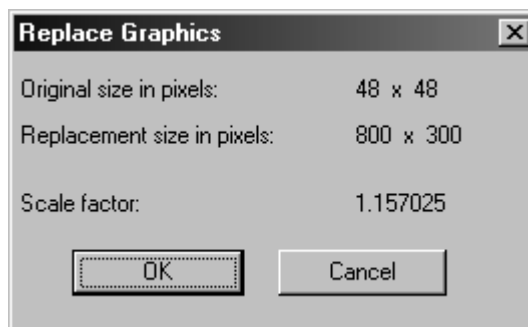 Replace Graphics
Original size in pixels: 48 x 48
Replacement size in pixels: 800 x 300
Scale factor: 1.157025
OK Cancel